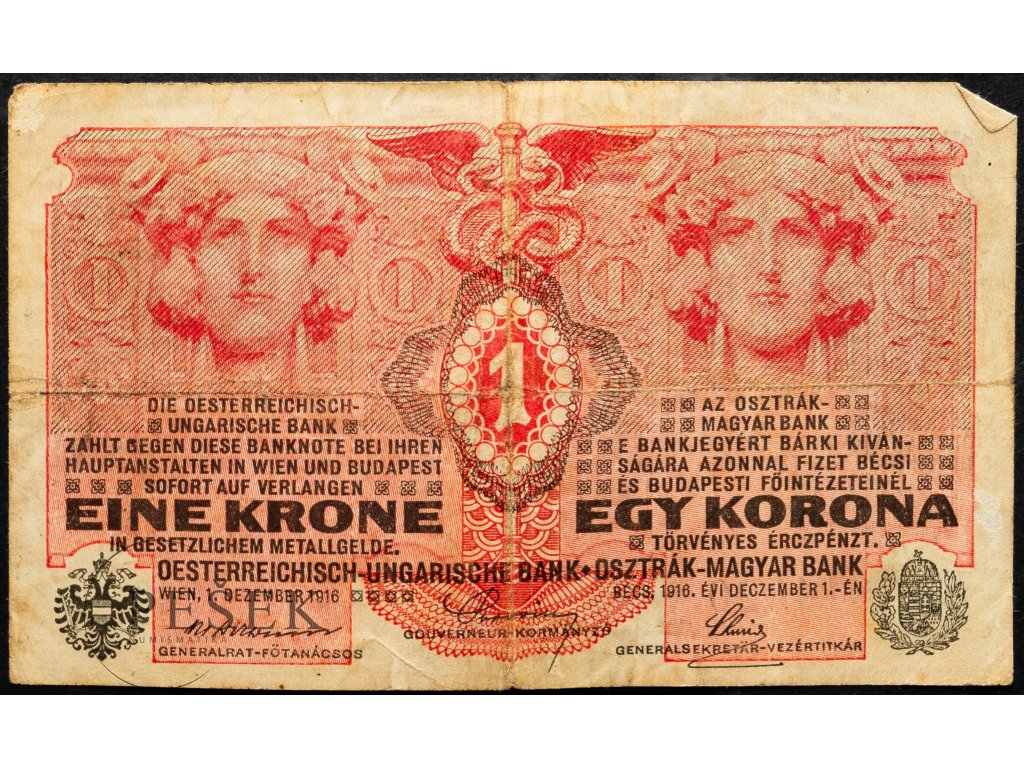 1
DIE OESTERREICHISCH-
UNGARISCHE BANK
ZAHLT GEGEN DIESE BANKNOTE BEI IHREN
HAUPTANSTALTEN IN WIEN UND BUDAPEST
SOFORT AUF VERLANGEN
EINE KRONE
IN GESETZLICHEM METALLGELDE.
AZ OSZTRÁK-
MAGYAR BANK
E BANKJEGYÉRT BÁRKI KIVÁN-
SÁGÁRA AZONNAL FIZET BÉCSI
ÉS BUDAPESTI FŐINTÉZETEINÉL
EGY KORONA
TÖRVÉNYES ÉRCZPÉNZT.
OESTERREICHISCH-UNGARISCHE BANK • OSZTRÁK-MAGYAR BANK
WIEN, 1. DEZEMBER 1916
BÉCS, 1916. ÉVI DECZEMBER 1.-ÉN
PEŠEK
NUMISMATIKA
GENERALRAT-FŐTANÁCSOS
GOUVERNEUR-KORMÁNYZÓ
GENERALSEKRETÄR-VEZÉRTITKÁR